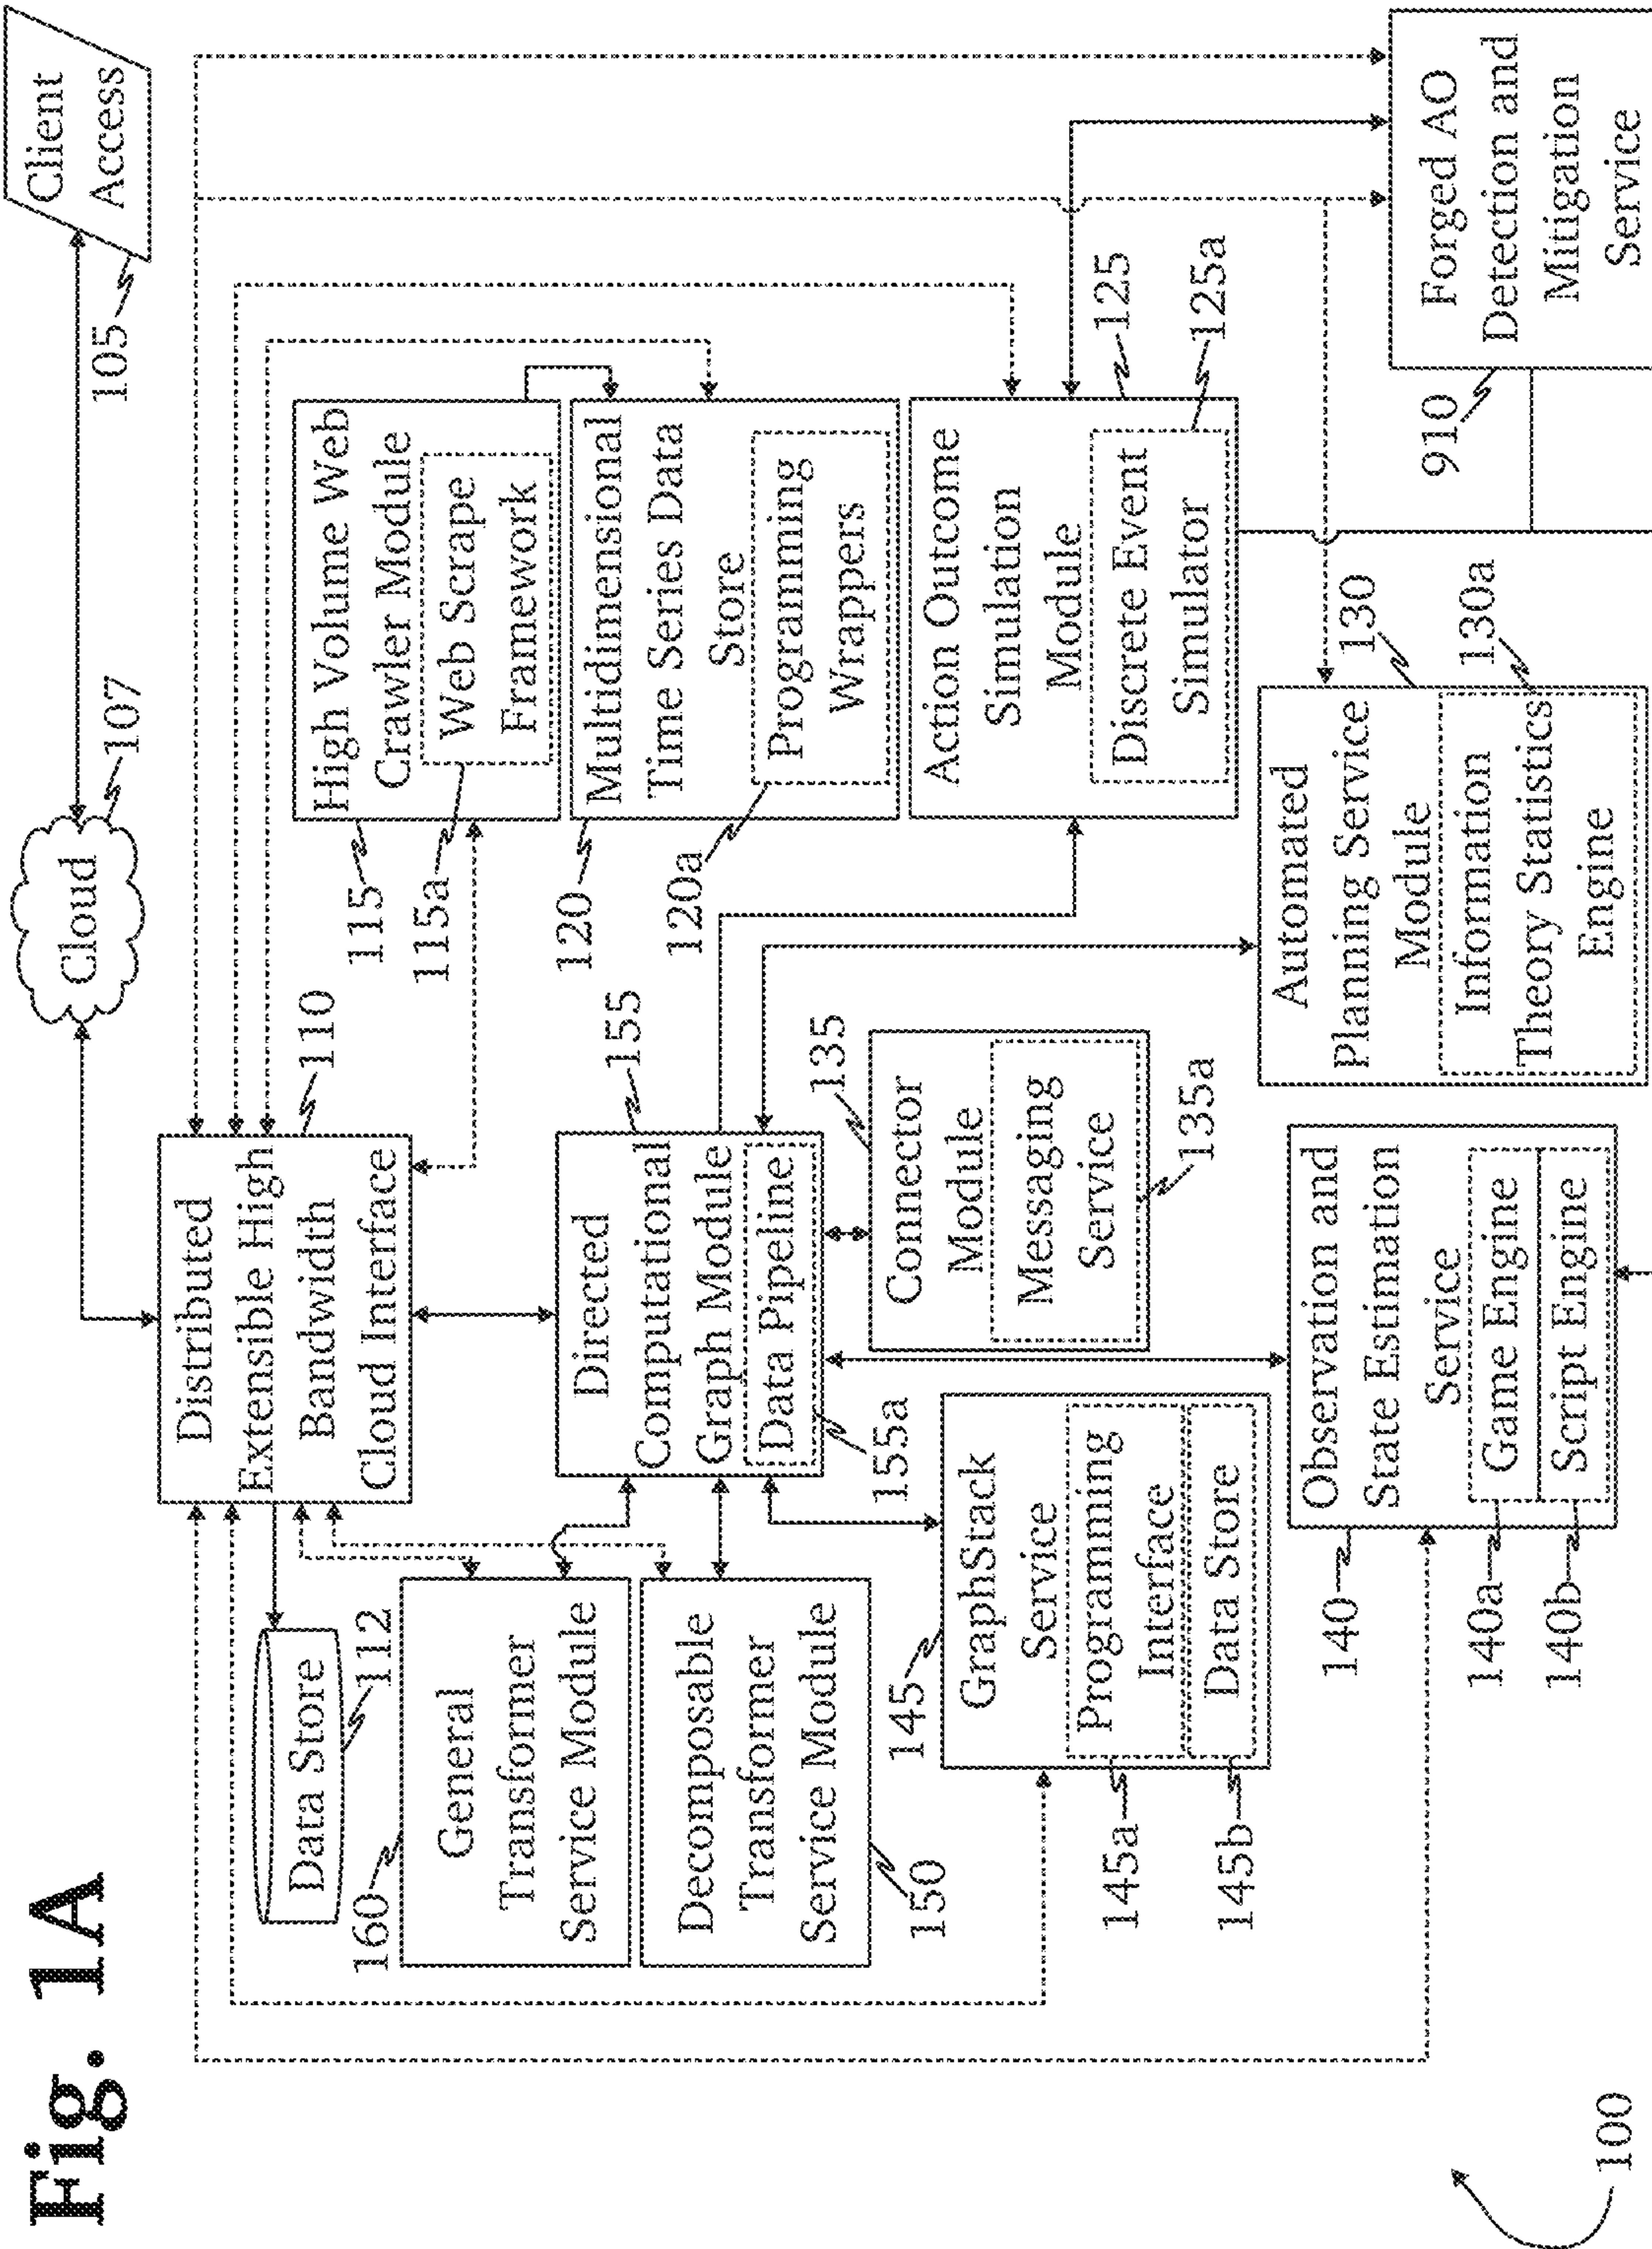 Fig. 1A
Client
Access
105
Cloud
107
Distributed
Extensible High
Bandwidth
Cloud Interface
110
Data Store
112
High Volume Web
Crawler Module
Web Scrape
Framework
115
115a
Multidimensional
Time Series Data
Store
Programming
Wrappers
120
120a
General
Transformer
Service Module
160
Decomposable
Transformer
Service Module
150
Directed
Computational
Graph Module
Data Pipeline
155
155a
Action Outcome
Simulation
Module
Discrete Event
Simulator
125
125a
Connector
Module
Messaging
Service
135
135a
GraphStack
Service
Programming
Interface
Data Store
145
145a
145b
Observation and
State Estimation
Service
Game Engine
Script Engine
140
140a
140b
Automated
Planning Service
Module
Information
Theory Statistics
Engine
130
130a
Forged AO
Detection and
Mitigation
Service
910
100